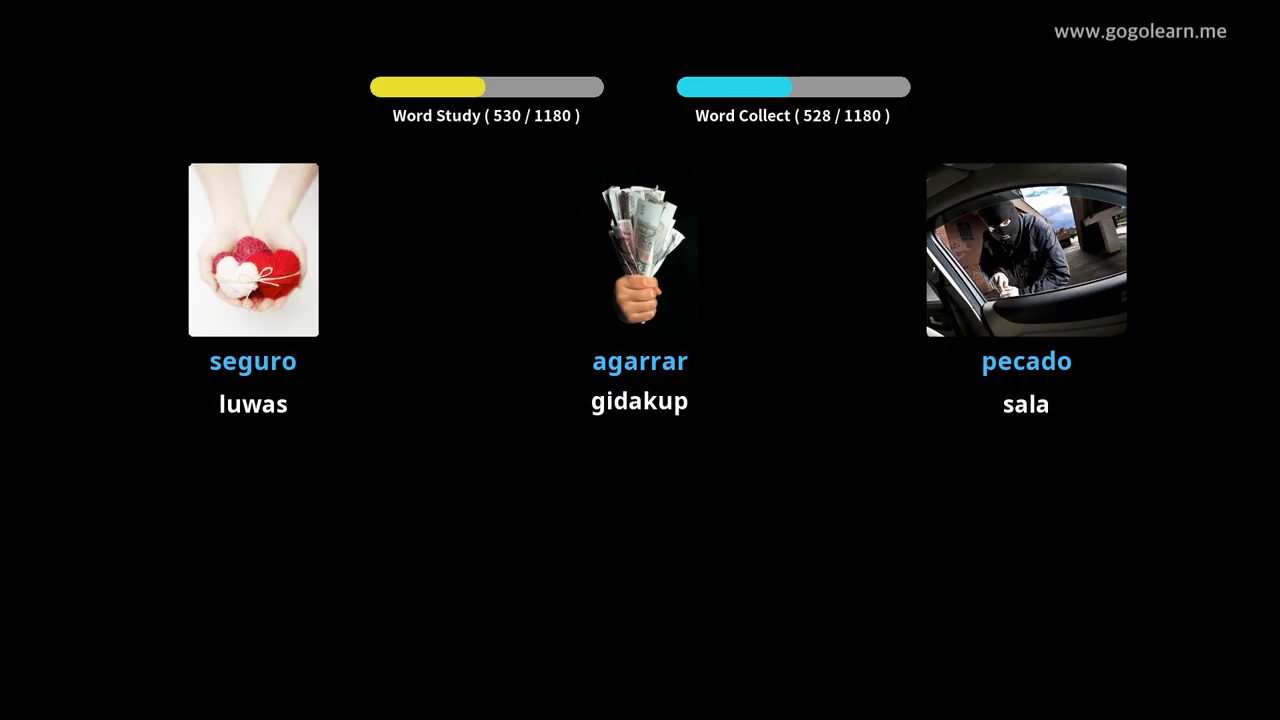 www.gogolearn.me
Word Study ( 530 / 1180 )
Word Collect ( 528 / 1180 )
seguro
luwas
agarrar
gidakup
pecado
sala